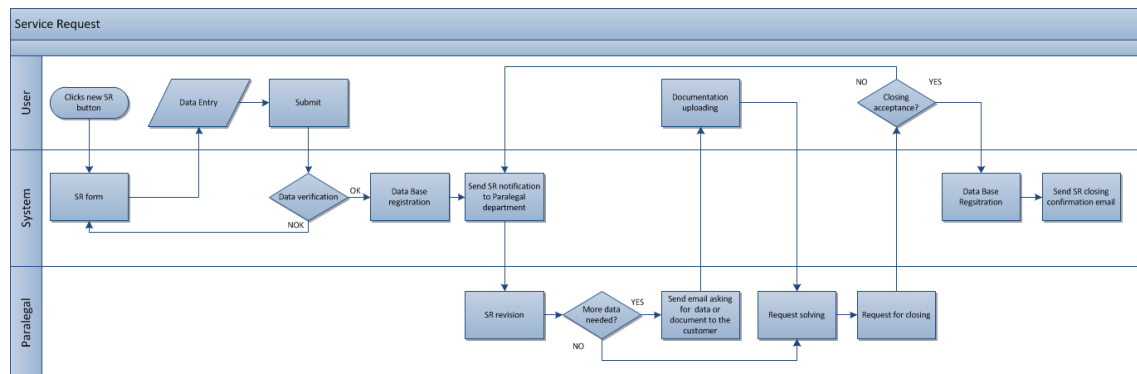 Service Request
User
Clicks new SR
button
Data Entry
Submit
Documentation
uploading
NO
Closing
acceptance?
YES
System
SR form
Data verification
OK
NOK
Data Base
registration
Send SR notification
to Paralegal
department
Data Base
Regsitration
Send SR closing
confirmation email
Paralegal
SR revision
More data
needed?
YES
NO
Send email asking
for data or
document to the
customer
Request solving
Request for closing